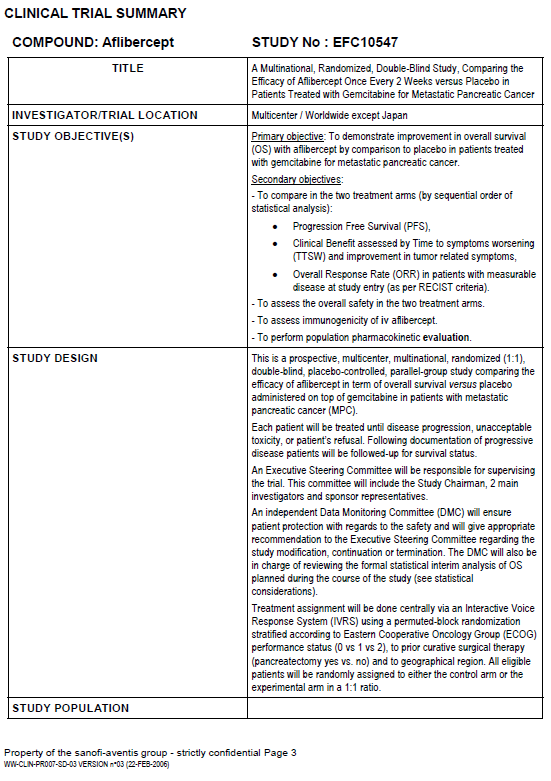 CLINICAL TRIAL SUMMARY
COMPOUND: Aflibercept STUDY No : EFC10547
TITLE
A Multinational, Randomized, Double-Blind Study, Comparing the
Efficacy of Aflibercept Once Every 2 Weeks versus Placebo in
Patients Treated with Gemcitabine for Metastatic Pancreatic Cancer
INVESTIGATOR/TRIAL LOCATION
Multicenter / Worldwide except Japan
STUDY OBJECTIVE(S)
Primary objective: To demonstrate improvement in overall survival
(OS) with aflibercept by comparison to placebo in patients treated
with gemcitabine for metastatic pancreatic cancer.
Secondary objectives:
- To compare in the two treatment arms (by sequential order of
statistical analysis):
• Progression Free Survival (PFS),
• Clinical Benefit assessed by Time to symptoms worsening
(TTSW) and improvement in tumor related symptoms,
• Overall Response Rate (ORR) in patients with measurable
disease at study entry (as per RECIST criteria).
- To assess the overall safety in the two treatment arms.
- To assess immunogenicity of iv aflibercept.
- To perform population pharmacokinetic evaluation.
STUDY DESIGN
This is a prospective, multicenter, multinational, randomized (1:1),
double-blind, placebo-controlled, parallel-group study comparing the
efficacy of aflibercept in term of overall survival versus placebo
administered on top of gemcitabine in patients with metastatic
pancreatic cancer (MPC).
Each patient will be treated until disease progression, unacceptable
toxicity, or patient's refusal. Following documentation of progressive
disease patients will be followed-up for survival status.
An Executive Steering Committee will be responsible for supervising
the trial. This committee will include the Study Chairman, 2 main
investigators and sponsor representatives.
An independent Data Monitoring Committee (DMC) will ensure
patient protection with regards to the safety and will give appropriate
recommendation to the Executive Steering Committee regarding the
study modification, continuation or termination. The DMC will also be
in charge of reviewing the formal statistical interim analysis of OS
planned during the course of the study (see statistical
considerations).
Treatment assignment will be done centrally via an Interactive Voice
Response System (IVRS) using a permuted-block randomization
stratified according to Eastern Cooperative Oncology Group (ECOG)
performance status (0 vs 1 vs 2), to prior curative surgical therapy
(pancreatectomy yes vs. no) and to geographical region. All eligible
patients will be randomly assigned to either the control arm or the
experimental arm in a 1:1 ratio.
STUDY POPULATION
Property of the sanofi-aventis group - strictly confidential Page 3
WW-CLIN-PR007-SD-03 VERSION n°03 (22-FEB-2006)